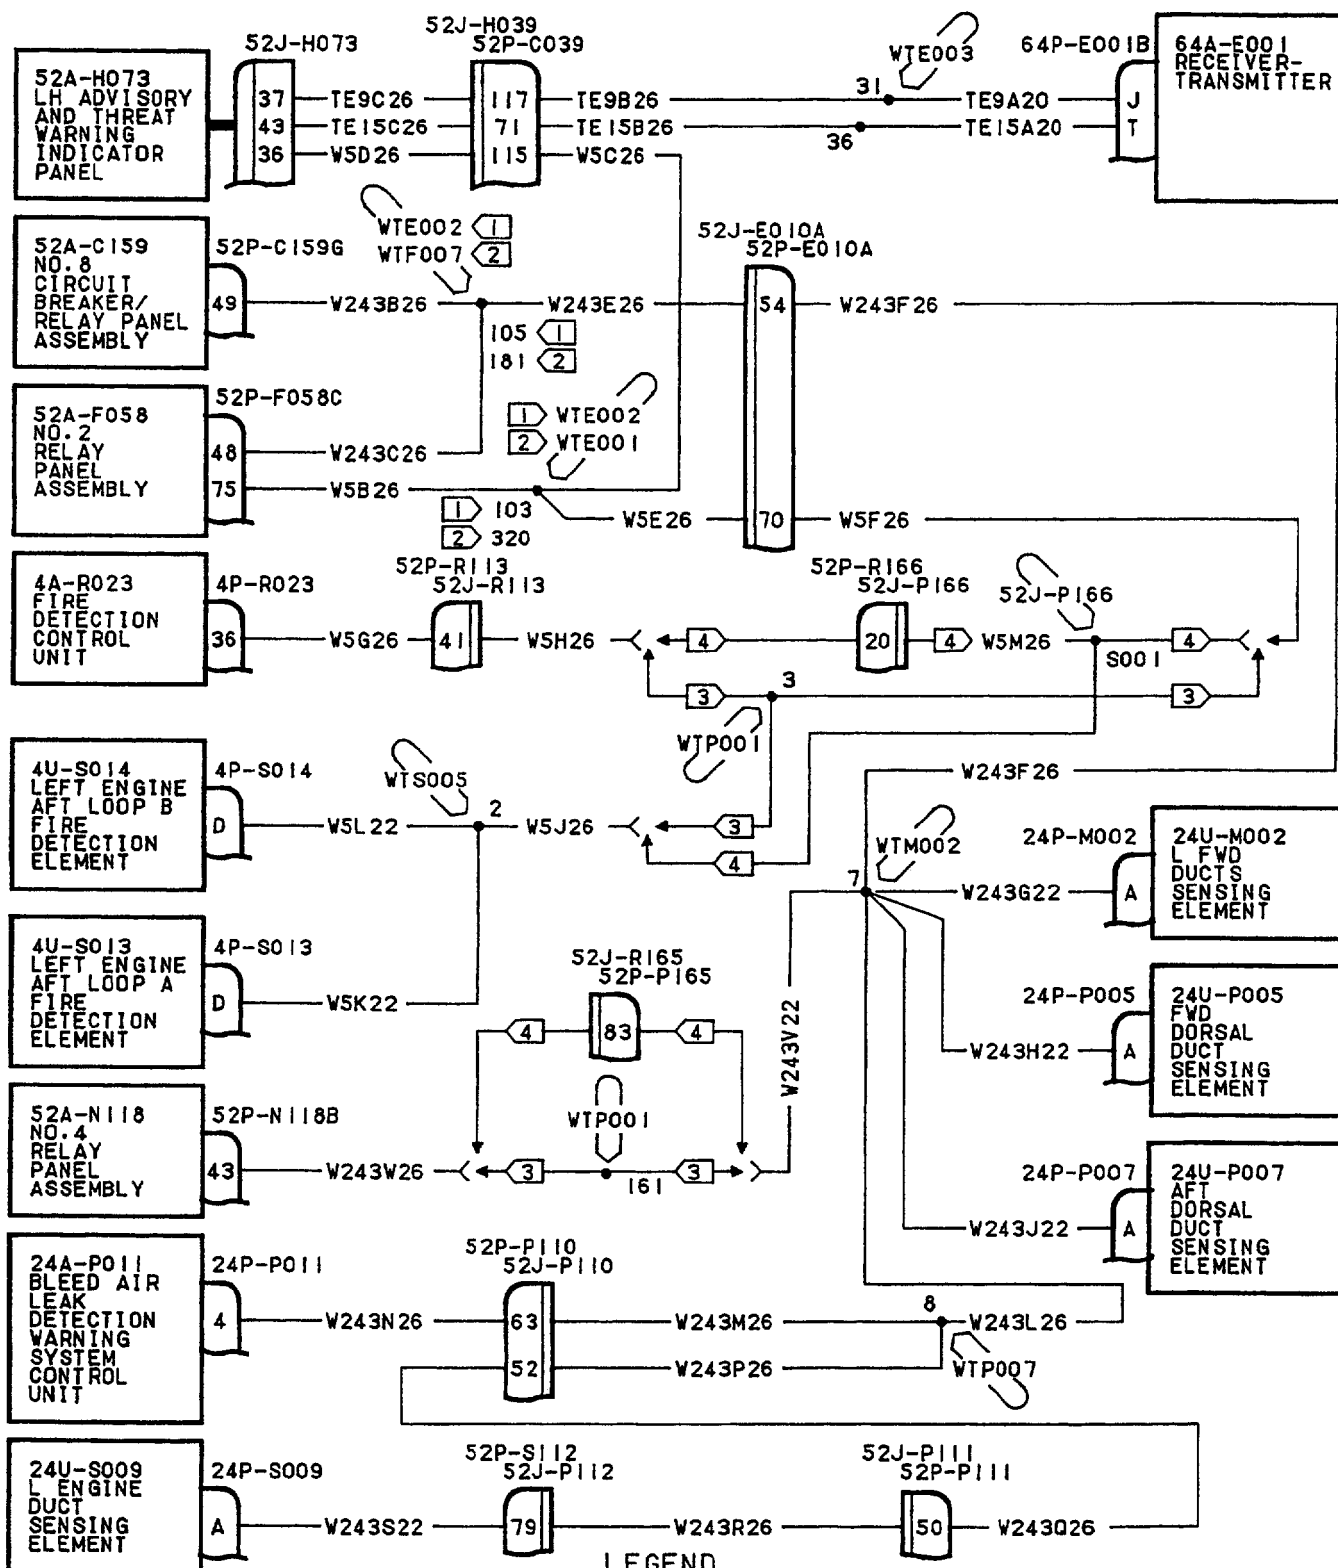 52J-H073
52J-H039
52P-C039
WTE003
64P-E001B
52A-H073
LH ADVISORY
AND THREAT
WARNING
INDICATOR
PANEL
37
TE9C26
117
TE9B26
31
TE9A20
J
43
TE15C26
71
TE15B26
36
TE15A20
T
36
W5D26
115
W5C26
64A-E001
RECEIVER-
TRANSMITTER
52A-C159
NO.8
CIRCUIT
BREAKER/
RELAY PANEL
ASSEMBLY
52P-C159G
WTE002 1
WTF007 2
52J-E010A
52P-E010A
49
W243B26
W243E26
54
W243F26
105 1
181 2
52A-F058
NO.2
RELAY
PANEL
ASSEMBLY
52P-F058C
1 WTE002
2 WTE001
48
W243C26
75
W5B26
1 103
2 320
W5E26
70
W5F26
4A-R023
FIRE
DETECTION
CONTROL
UNIT
4P-R023
52P-R113
52J-R113
52P-R166
52J-P166
52J-P166
36
W5G26
41
W5H26
4
20
4
W5M26
S001
4
3
3
3
WTP001
4U-S014
LEFT ENGINE
AFT LOOP B
FIRE
DETECTION
ELEMENT
4P-S014
WTS005
D
W5L22
2
W5J26
3
4
W243F26
WTM002
7
24P-M002
24U-M002
L FWD
DUCTS
SENSING
ELEMENT
W243G22
A
4U-S013
LEFT ENGINE
AFT LOOP A
FIRE
DETECTION
ELEMENT
4P-S013
D
W5K22
52J-R165
52P-P165
4
83
4
W243V22
24P-P005
24U-P005
FWD
DORSAL
DUCT
SENSING
ELEMENT
W243H22
A
52A-N118
NO.4
RELAY
PANEL
ASSEMBLY
52P-N118B
WTP001
43
W243W26
3
161
3
24P-P007
24U-P007
AFT
DORSAL
DUCT
SENSING
ELEMENT
W243J22
A
24A-P011
BLEED AIR
LEAK
DETECTION
WARNING
SYSTEM
CONTROL
UNIT
24P-P011
52P-P110
52J-P110
4
W243N26
63
W243M26
8
W243L26
52
W243P26
WTP007
24U-S009
L ENGINE
DUCT
SENSING
ELEMENT
24P-S009
52P-S112
52J-P112
52J-P111
52P-P111
A
W243S22
79
W243R26
50
W243Q26
LEGEND